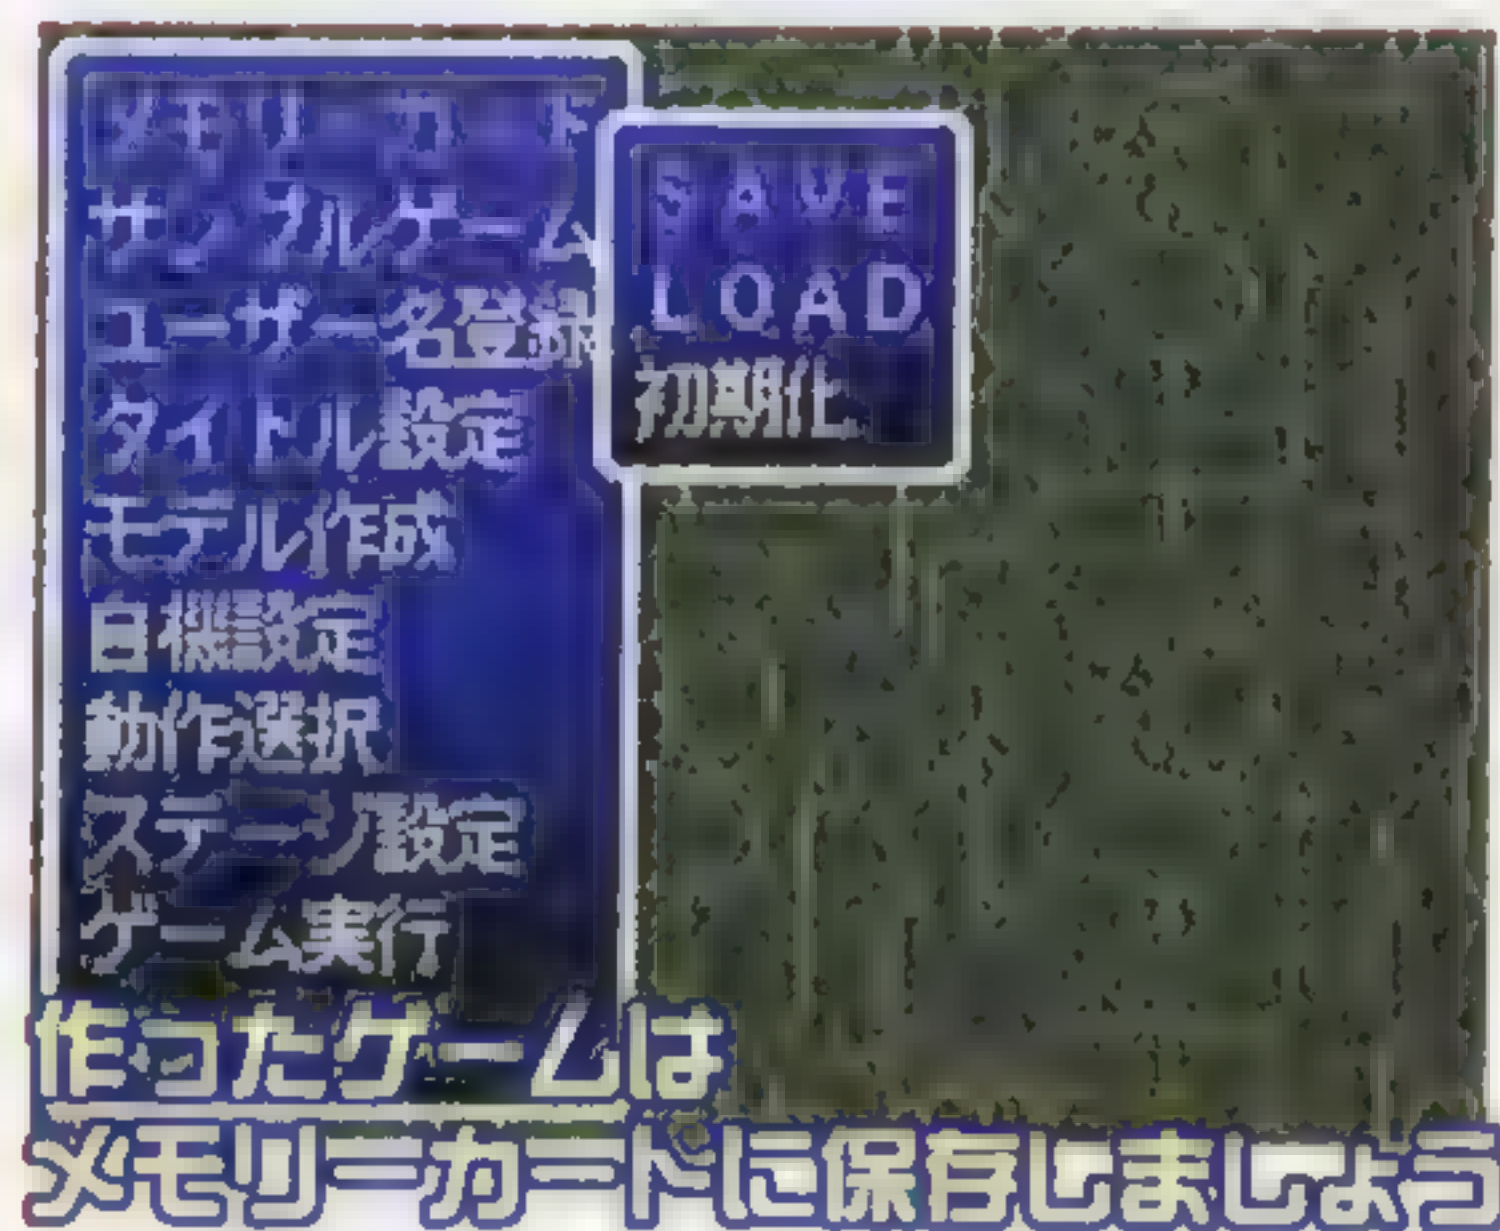 メモリーカード
サンプルゲーム
ユーザー名登録
タイトル設定
モデル作成
自機設定
動作選択
ステージ設定
ゲーム実行
SAVE
LOAD
初期化
作ったゲームは
メモリーカードに保存しましょう